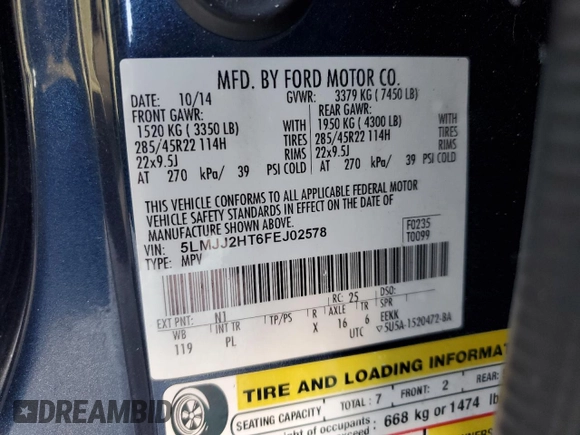 MFD. BY FORD MOTOR CO.
DATE: 10/14 GVWR: 3379 KG ( 7450 LB)
FRONT GAWR: REAR GAWR:
1520 KG ( 3350 LB) WITH 1950 KG ( 4300 LB) WITH
285/45R22 114H TIRES 285/45R22 114H TIRES
22x9.5J RIMS 22x9.5J RIMS
AT 270 kPa/ 39 PSI COLD AT 270 kPa/ 39 PSI COLD
THIS VEHICLE CONFORMS TO ALL APPLICABLE FEDERAL MOTOR
VEHICLE SAFETY STANDARDS IN EFFECT ON THE DATE OF
MANUFACTURE SHOWN ABOVE.
VIN: 5LMJJ2HT6FEJ02578 F0235
TYPE: MPV T0099
EXT PNT: N1 RC: 25 DSO:
WB INT TR TP/PS R AXLE TR SPR
119 PL X 16 6 EEKK
UTC 5U5A-1520472-BA
TIRE AND LOADING INFORMAT
SEATING CAPACITY TOTAL: 7 FRONT: 2 REAR:
of occupants 668 kg or 1474 lb
DREAMBID